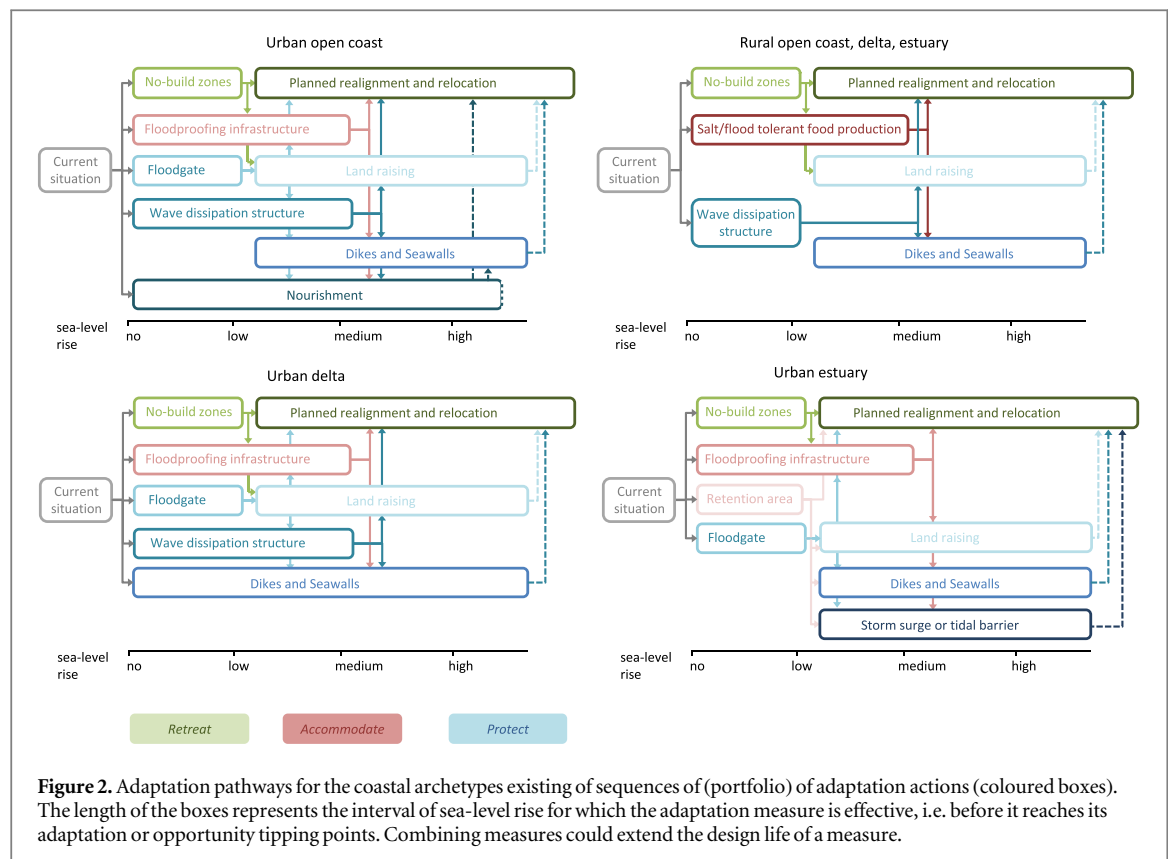 Urban open coast
No-build zones
Planned realignment and relocation
Floodproofing infrastructure
Current
situation
Floodgate
Land raising
Wave dissipation structure
Dikes and Seawalls
Nourishment
sea-level
rise
no
low
medium
high
Rural open coast, delta, estuary
No-build zones
Planned realignment and relocation
Salt/flood tolerant food production
Current
situation
Land raising
Wave dissipation
structure
Dikes and Seawalls
sea-level
rise
no
low
medium
high
Urban delta
No-build zones
Planned realignment and relocation
Floodproofing infrastructure
Current
situation
Floodgate
Land raising
Wave dissipation structure
Dikes and Seawalls
sea-level
rise
no
low
medium
high
Urban estuary
No-build zones
Planned realignment and relocation
Floodproofing infrastructure
Current
situation
Retention area
Floodgate
Land raising
Dikes and Seawalls
Storm surge or tidal barrier
sea-level
rise
no
low
medium
high
Retreat
Accommodate
Protect
Figure 2. Adaptation pathways for the coastal archetypes existing of sequences of (portfolio) of adaptation actions (coloured boxes).
The length of the boxes represents the interval of sea-level rise for which the adaptation measure is effective, i.e. before it reaches its
adaptation or opportunity tipping points. Combining measures could extend the design life of a measure.